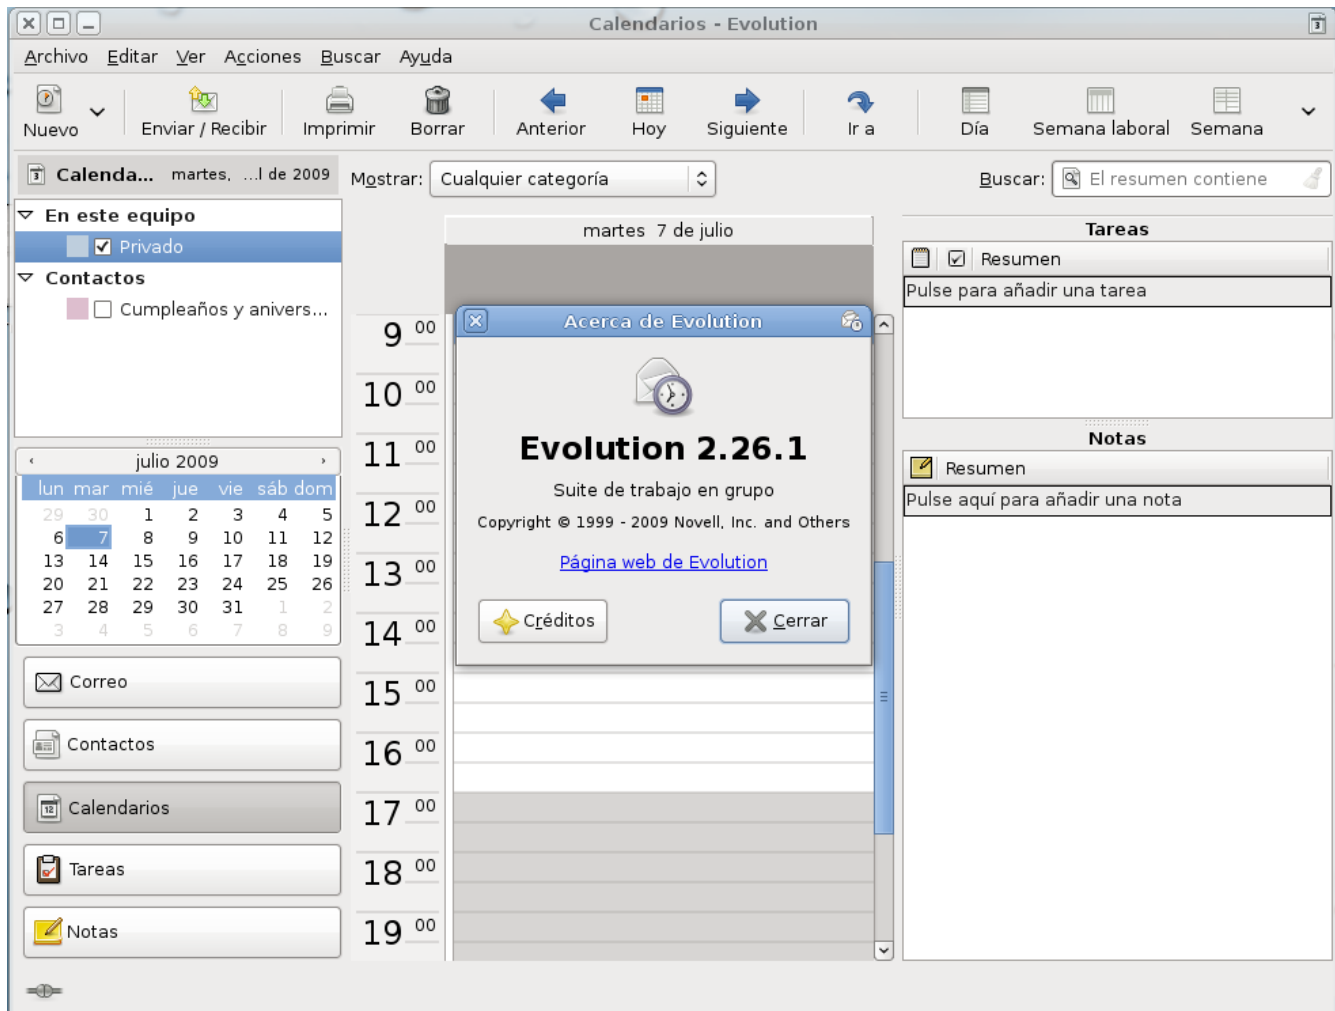 Calendarios - Evolution
Archivo Editar Ver Acciones Buscar Ayuda
Nuevo Enviar / Recibir Imprimir Borrar Anterior Hoy Siguiente Ir a Día Semana laboral Semana
Calenda... martes, ...l de 2009
Mostrar: Cualquier categoría
Buscar: El resumen contiene
En este equipo
Privado
Contactos
Cumpleaños y anivers...
julio 2009
lun mar mié jue vie sáb dom
29 30 1 2 3 4 5
6 7 8 9 10 11 12
13 14 15 16 17 18 19
20 21 22 23 24 25 26
27 28 29 30 31 1 2
3 4 5 6 7 8 9
Correo
Contactos
Calendarios
Tareas
Notas
martes 7 de julio
9 00
10 00
11 00
12 00
13 00
14 00
15 00
16 00
17 00
18 00
19 00
Acerca de Evolution
Evolution 2.26.1
Suite de trabajo en grupo
Copyright © 1999 - 2009 Novell, Inc. and Others
Página web de Evolution
Créditos Cerrar
Tareas
Resumen
Pulse para añadir una tarea
Notas
Resumen
Pulse aquí para añadir una nota